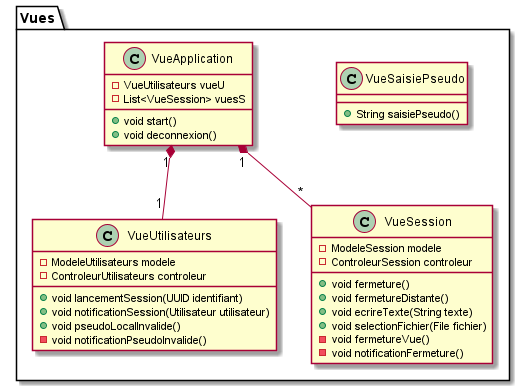 Vues
C VueApplication
VueUtilisateurs vueU
List<VueSession> vuesS
void start()
void deconnexion()
C VueSaisiePseudo
String saisiePseudo()
1
1
1
*
C VueUtilisateurs
ModeleUtilisateurs modele
ControleurUtilisateurs controleur
void lancementSession(UUID identifiant)
void notificationSession(Utilisateur utilisateur)
void pseudoLocalInvalide()
void notificationPseudoInvalide()
C VueSession
ModeleSession modele
ControleurSession controleur
void fermeture()
void fermetureDistante()
void ecrireTexte(String texte)
void selectionFichier(File fichier)
void fermetureVue()
void notificationFermeture()